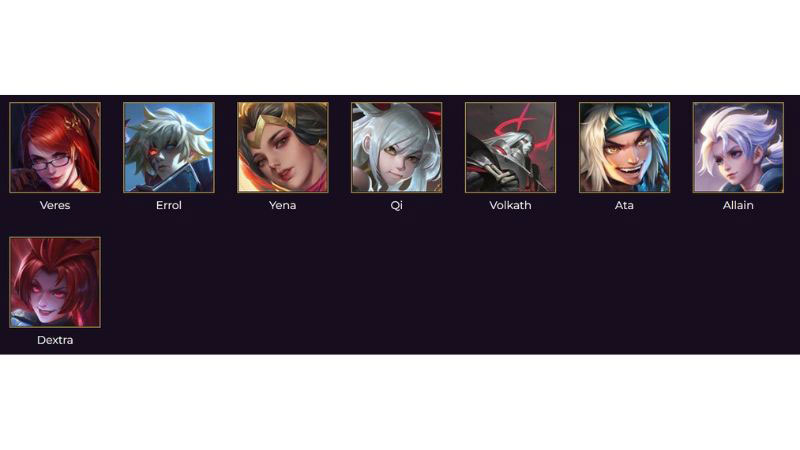 Veres
Errol
Yena
Qi
Volkath
Ata
Allain
Dextra